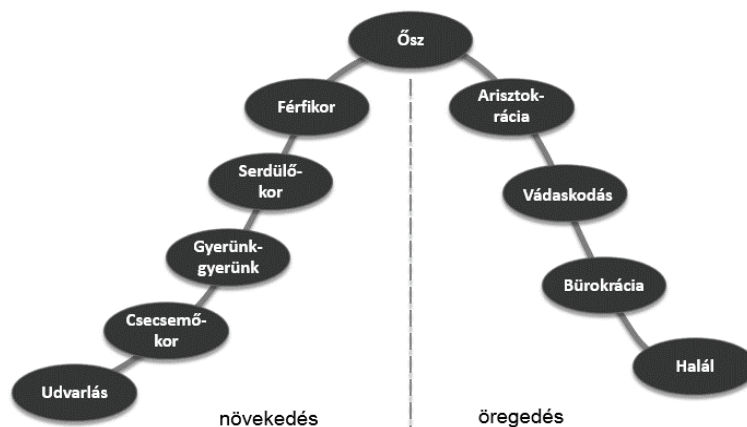 Ősz
Férfikor
Arisztok-
rácia
Serdülő-
kor
Vádaskodás
Gyerünk-
gyerünk
Bürokrácia
Csecsemő-
kor
Halál
Udvarlás
növekedés
öregedés